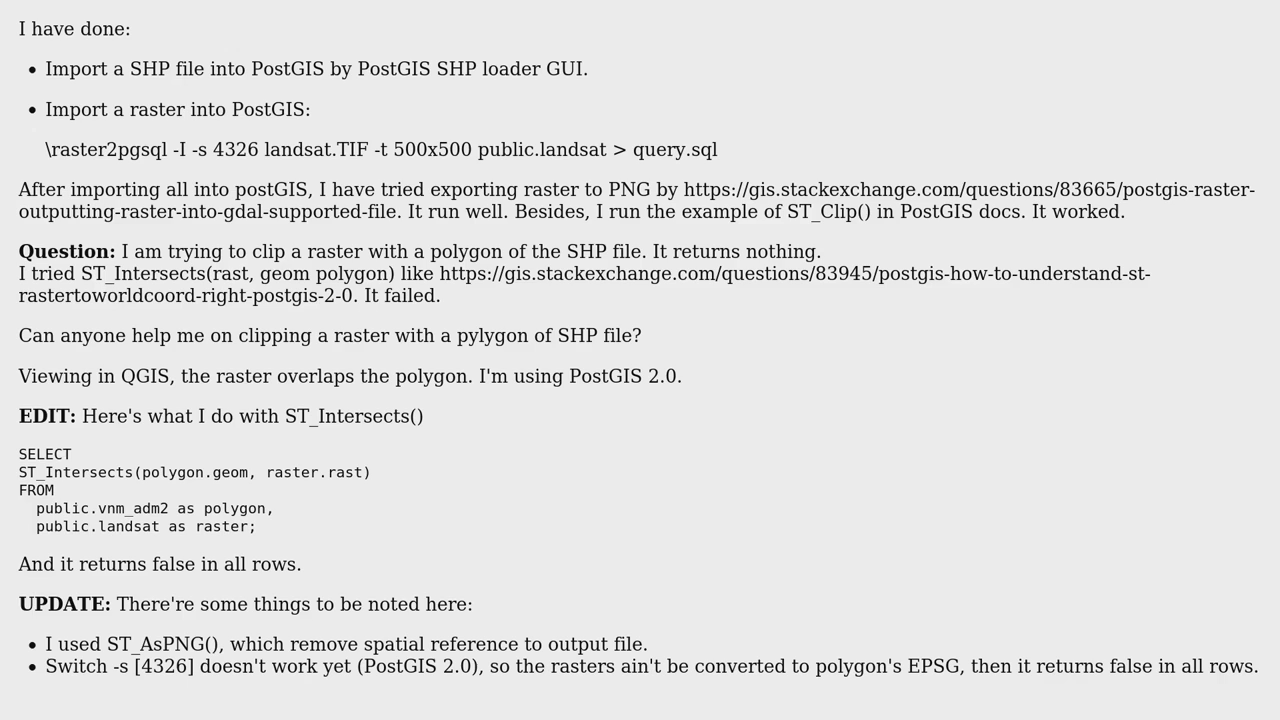 I have done:
• Import a SHP file into PostGIS by PostGIS SHP loader GUI.
• Import a raster into PostGIS:
\raster2pgsql -I -s 4326 landsat.TIF -t 500x500 public.landsat > query.sql
After importing all into postGIS, I have tried exporting raster to PNG by https://gis.stackexchange.com/questions/83665/postgis-raster-
outputting-raster-into-gdal-supported-file. It run well. Besides, I run the example of ST_Clip() in PostGIS docs. It worked.
Question: I am trying to clip a raster with a polygon of the SHP file. It returns nothing.
I tried ST_Intersects(rast, geom polygon) like https://gis.stackexchange.com/questions/83945/postgis-how-to-understand-st-
rastertoworldcoord-right-postgis-2-0. It failed.
Can anyone help me on clipping a raster with a pylygon of SHP file?
Viewing in QGIS, the raster overlaps the polygon. I'm using PostGIS 2.0.
EDIT: Here's what I do with ST_Intersects()
SELECT
ST_Intersects(polygon.geom, raster.rast)
FROM
  public.vnm_adm2 as polygon,
  public.landsat as raster;
And it returns false in all rows.
UPDATE: There're some things to be noted here:
• I used ST_AsPNG(), which remove spatial reference to output file.
• Switch -s [4326] doesn't work yet (PostGIS 2.0), so the rasters ain't be converted to polygon's EPSG, then it returns false in all rows.